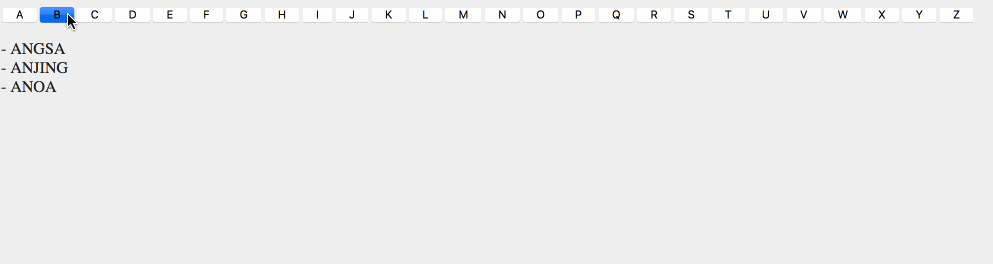 A B C D E F G H I J K L M N O P Q R S T U V W X Y Z
- ANGSA
- ANJING
- ANOA